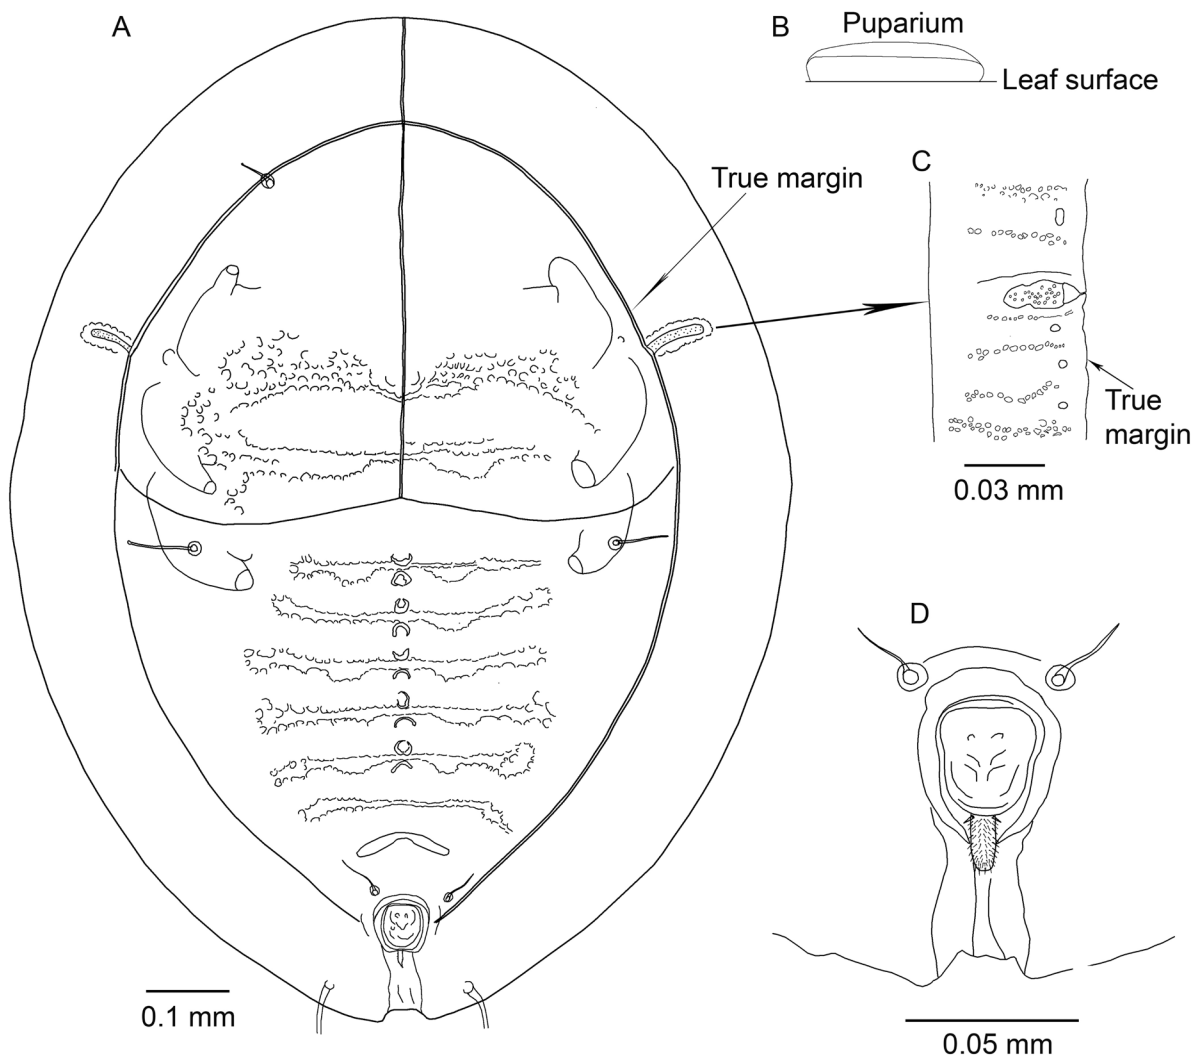 A
B
Puparium
Leaf surface
True margin
C
True
margin
0.03 mm
D
0.1 mm
0.05 mm